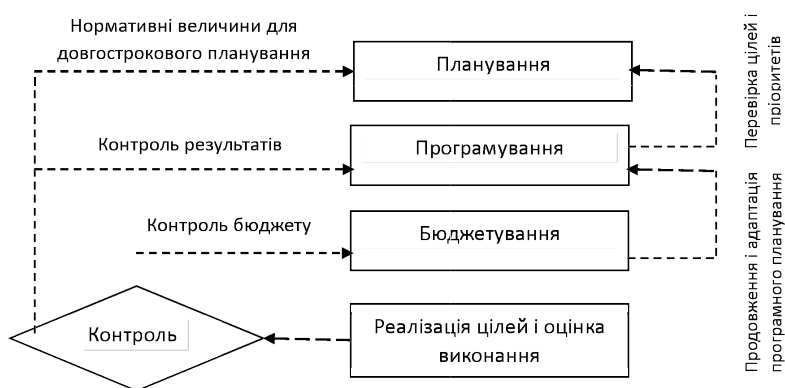 Нормативні величини для
довгострокового планування
Планування
Перевірка цілей і
пріоритетів
Контроль результатів
Програмування
Контроль бюджету
Бюджетування
Продовження і адаптація
програмного планування
Контроль
Реалізація цілей і оцінка
виконання